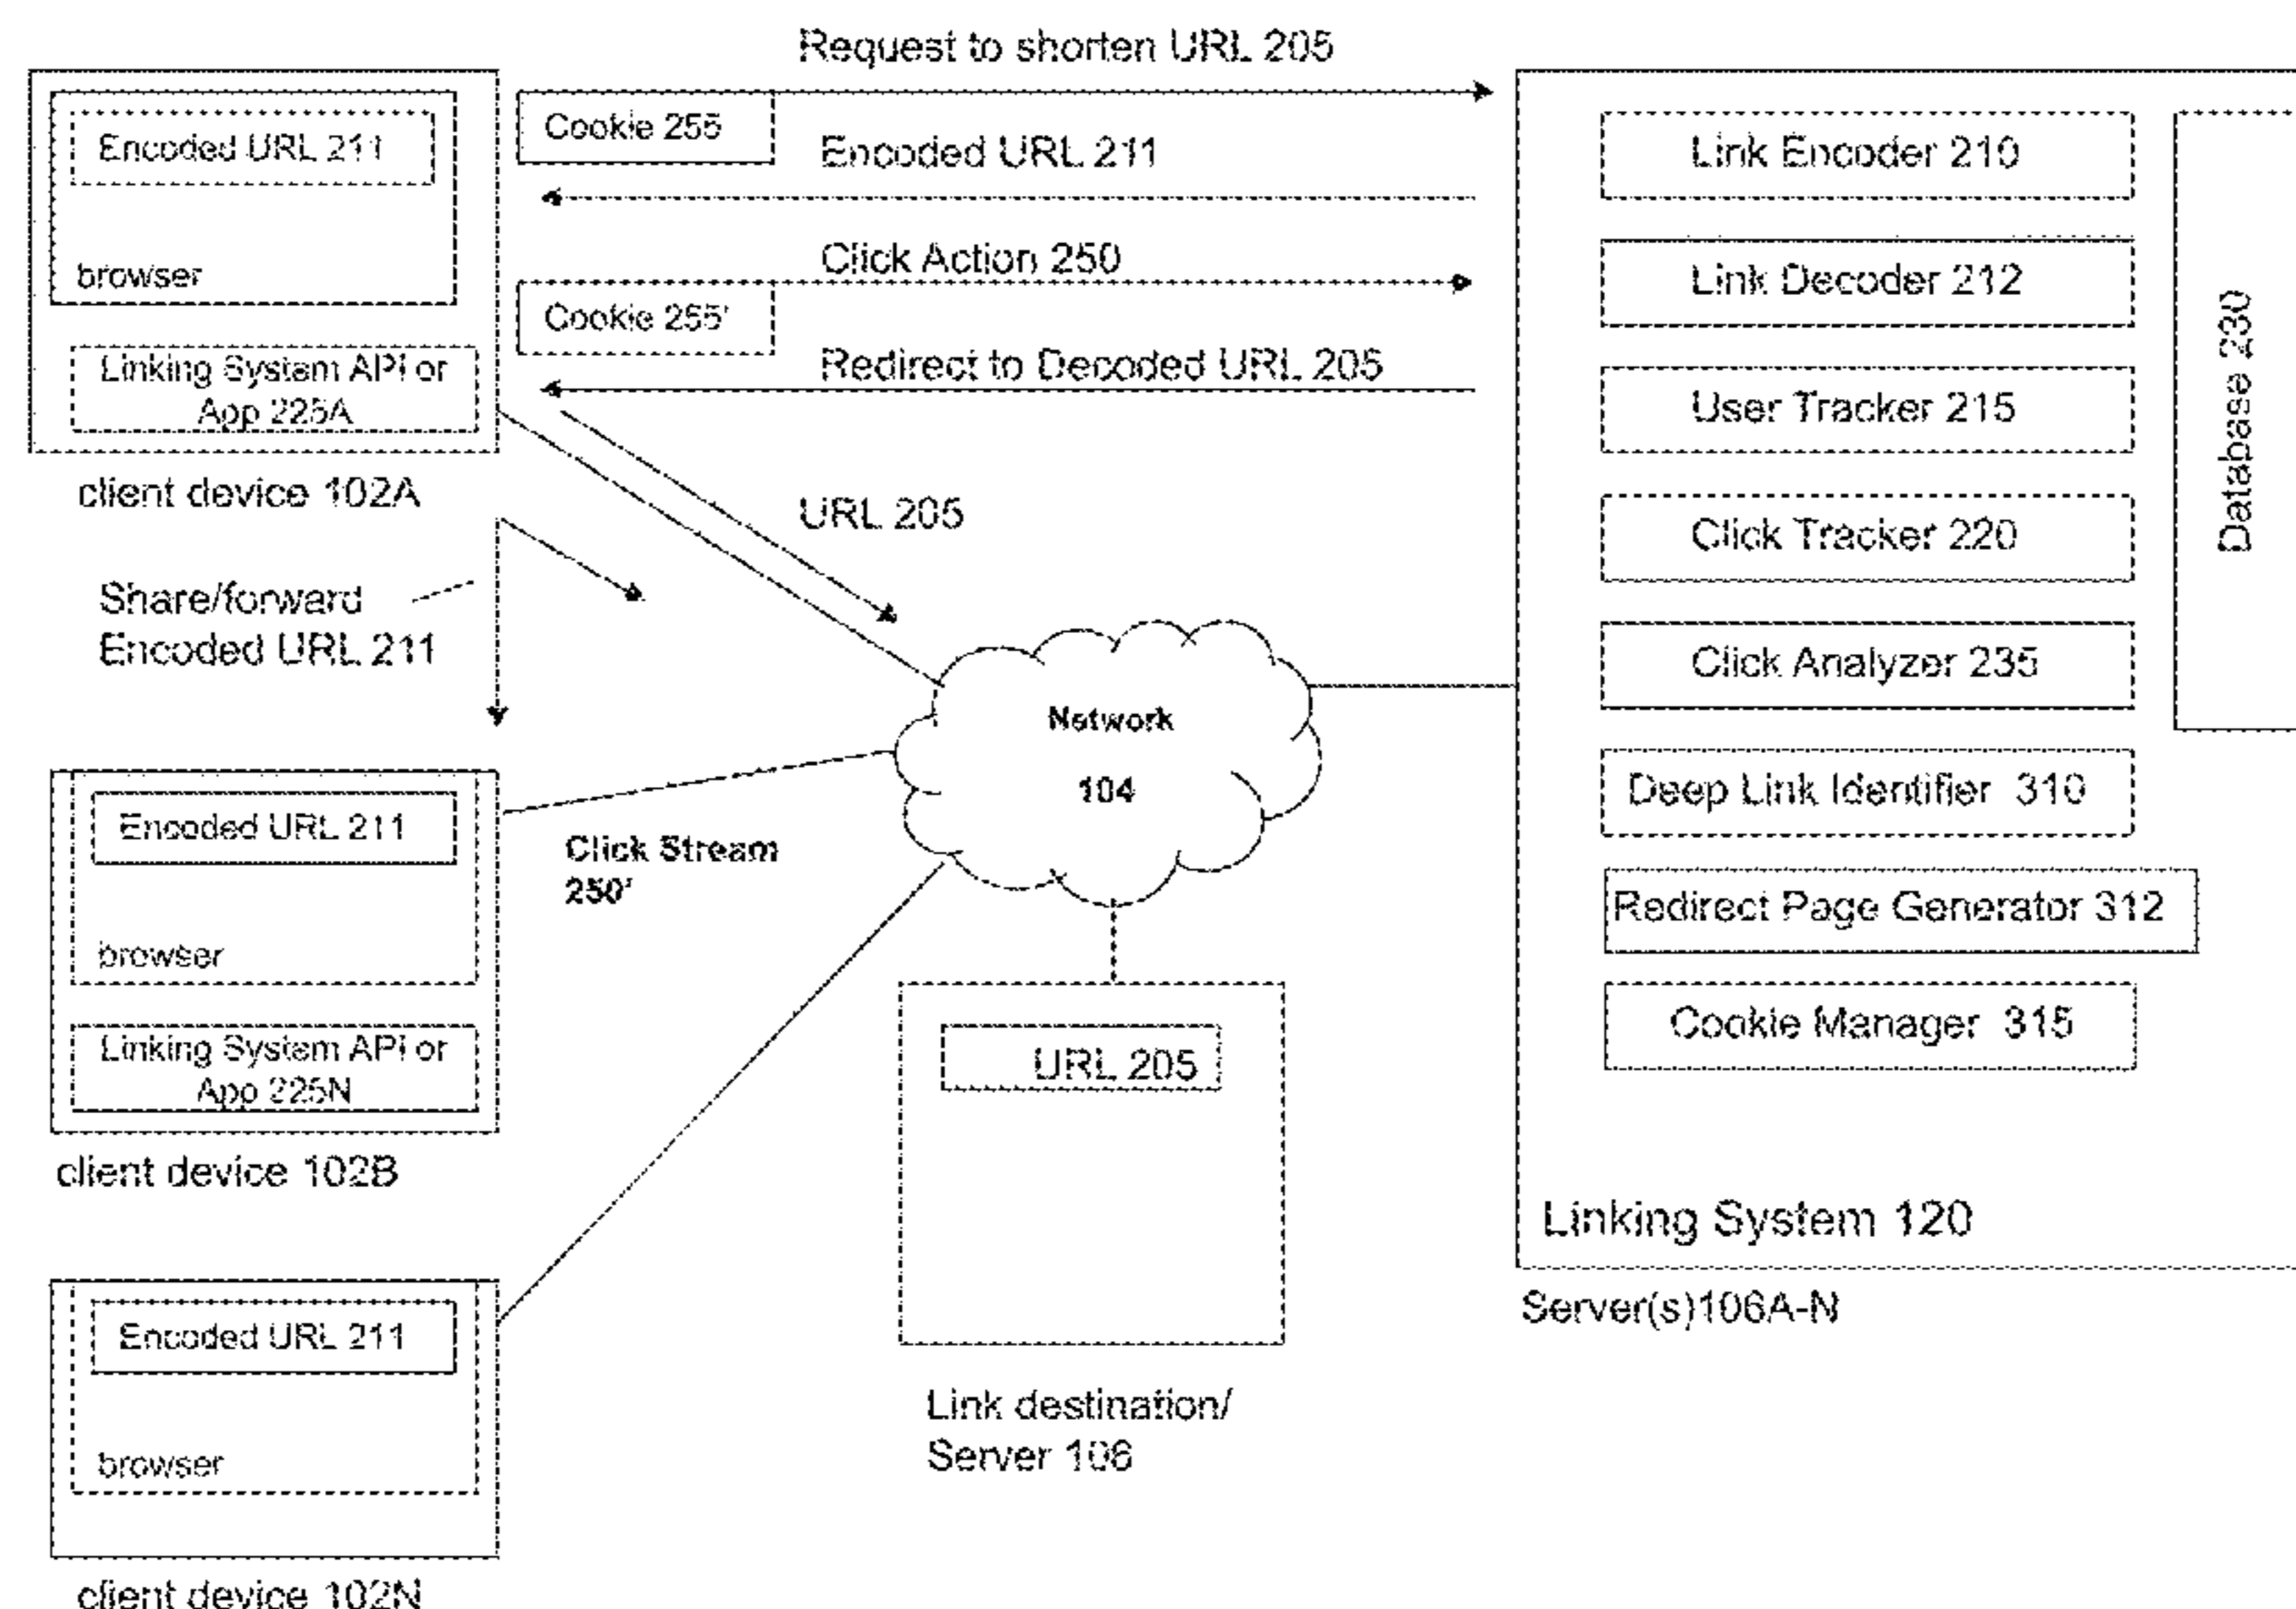 Request to shorten URL 205
Encoded URL 211
browser
Linking System API or
App 225A
client device 102A
Cookie 255
Encoded URL 211
Click Action 250
Cookie 255'
Redirect to Decoded URL 205
URL 205
Share/forward
Encoded URL 211
Encoded URL 211
browser
Linking System API or
App 225N
client device 102B
Click Stream
250'
Network
104
Encoded URL 211
browser
client device 102N
URL 205
Link destination/
Server 106
Link Encoder 210
Link Decoder 212
User Tracker 215
Click Tracker 220
Click Analyzer 235
Deep Link Identifier 310
Redirect Page Generator 312
Cookie Manager 315
Database 230
Linking System 120
Server(s)106A-N